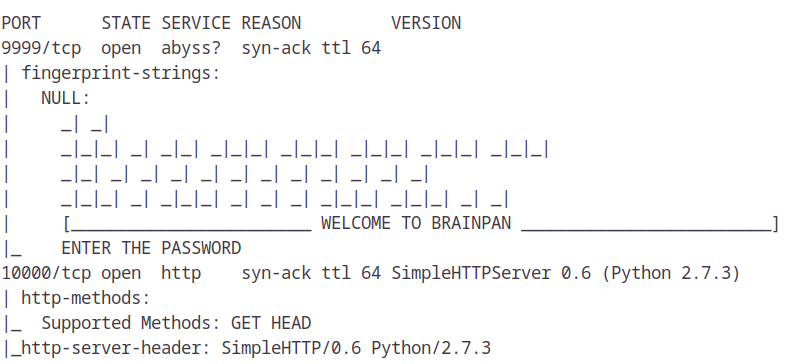 PORT      STATE SERVICE REASON         VERSION
9999/tcp  open  abyss?  syn-ack ttl 64
| fingerprint-strings:
|   NULL:
|     _| _|
|     _|_|_| _| _|_| _|_|_| _|_|_| _|_|_| _|_|_| _|_|_|
|     _|_| _| _| _| _| _| _| _| _| _| _| _|
|     _|_|_| _| _|_|_| _| _| _| _|_|_| _|_|_| _| _|
|     [________________________ WELCOME TO BRAINPAN _________________________]
|_    ENTER THE PASSWORD
10000/tcp open  http    syn-ack ttl 64 SimpleHTTPServer 0.6 (Python 2.7.3)
| http-methods:
|_  Supported Methods: GET HEAD
|_http-server-header: SimpleHTTP/0.6 Python/2.7.3